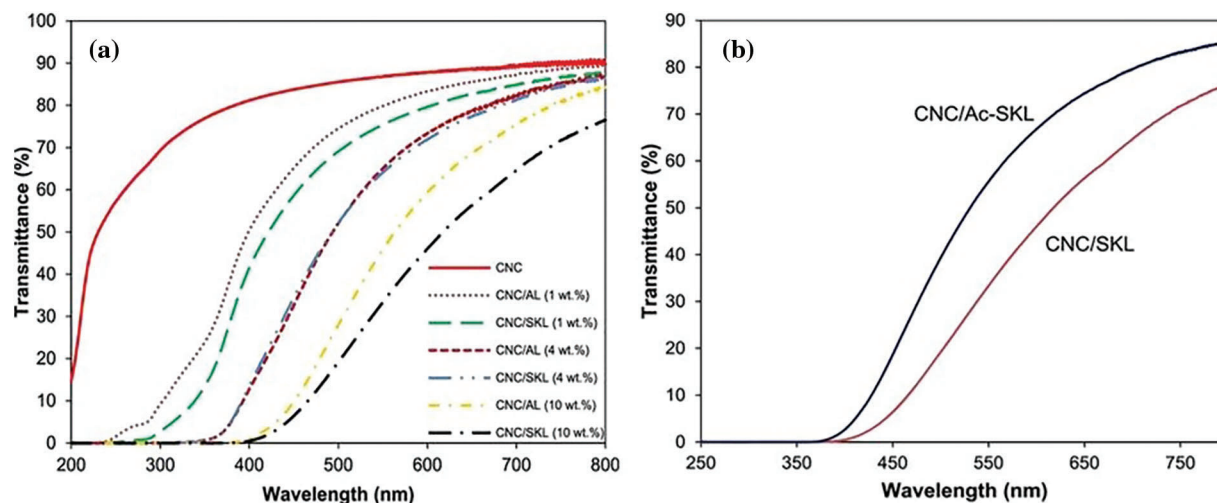 (a)
Transmittance (%)
100
90
80
70
60
50
40
30
20
10
0
200 300 400 500 600 700 800
Wavelength (nm)
CNC
CNC/AL (1 wt.%)
CNC/SKL (1 wt.%)
CNC/AL (4 wt.%)
CNC/SKL (4 wt.%)
CNC/AL (10 wt.%)
CNC/SKL (10 wt.%)
(b)
Transmittance (%)
90
80
70
60
50
40
30
20
10
0
250 350 450 550 650 750
Wavelength (nm)
CNC/Ac-SKL
CNC/SKL